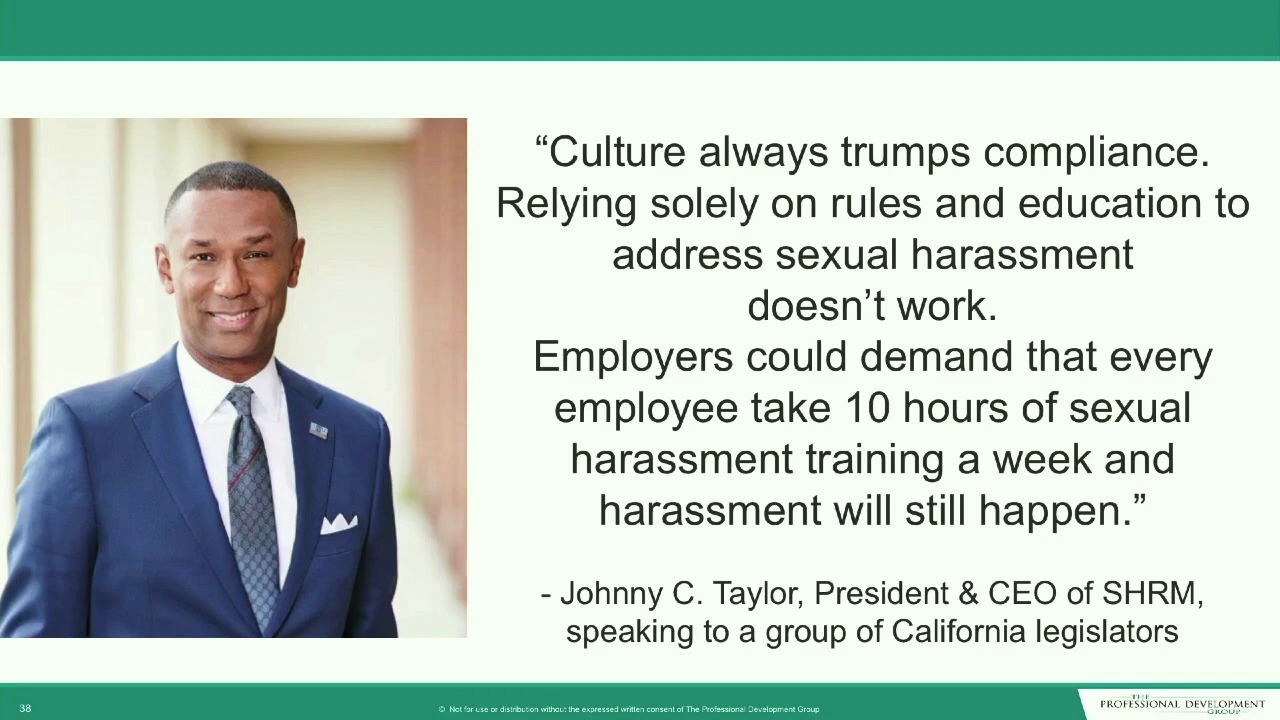 “Culture always trumps compliance.
Relying solely on rules and education to
address sexual harassment
doesn’t work.
Employers could demand that every
employee take 10 hours of sexual
harassment training a week and
harassment will still happen.”
- Johnny C. Taylor, President & CEO of SHRM,
speaking to a group of California legislators
38
© Not for use or distribution without the expressed written consent of The Professional Development Group
THE
PROFESSIONAL DEVELOPMENT
GROUP